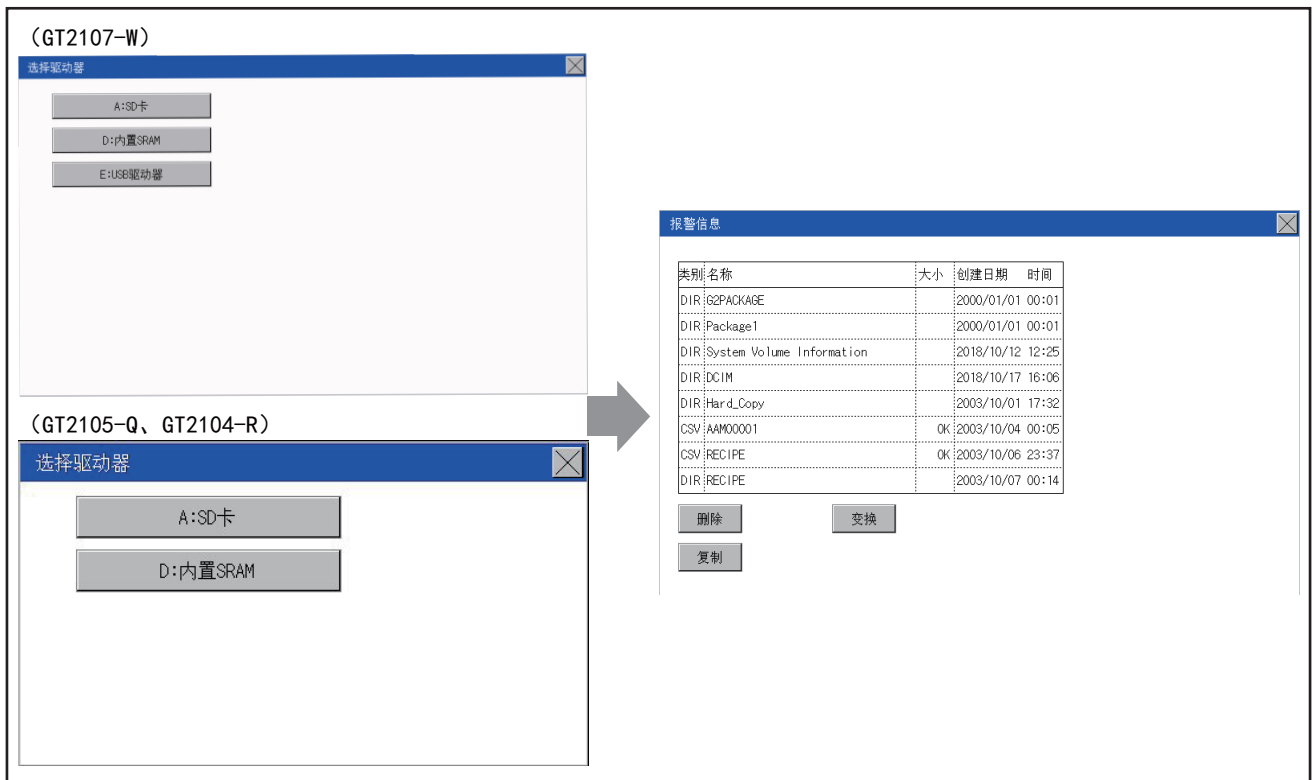 （GT2107-W）
选择驱动器
A:SD卡
D:内置SRAM
E:USB驱动器
（GT2105-Q、GT2104-R）
选择驱动器
A:SD卡
D:内置SRAM
报警信息
类别 名称 大小 创建日期 时间
DIR G2PACKAGE 2000/01/01 00:01
DIR Package1 2000/01/01 00:01
DIR System Volume Information 2018/10/12 12:25
DIR DCIM 2018/10/17 16:06
DIR Hard_Copy 2003/10/01 17:32
CSV AAM00001 0K 2003/10/04 00:05
CSV RECIPE 0K 2003/10/06 23:37
DIR RECIPE 2003/10/07 00:14
删除 变换
复制